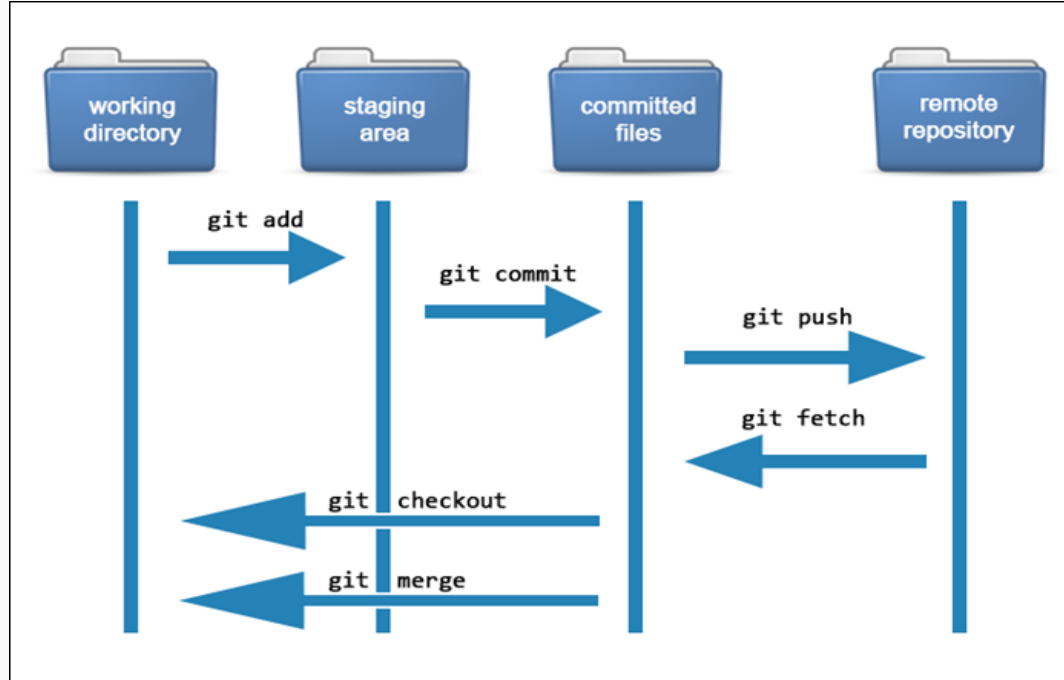 working
directory
staging
area
committed
files
remote
repository
git add
git commit
git push
git fetch
git checkout
git merge